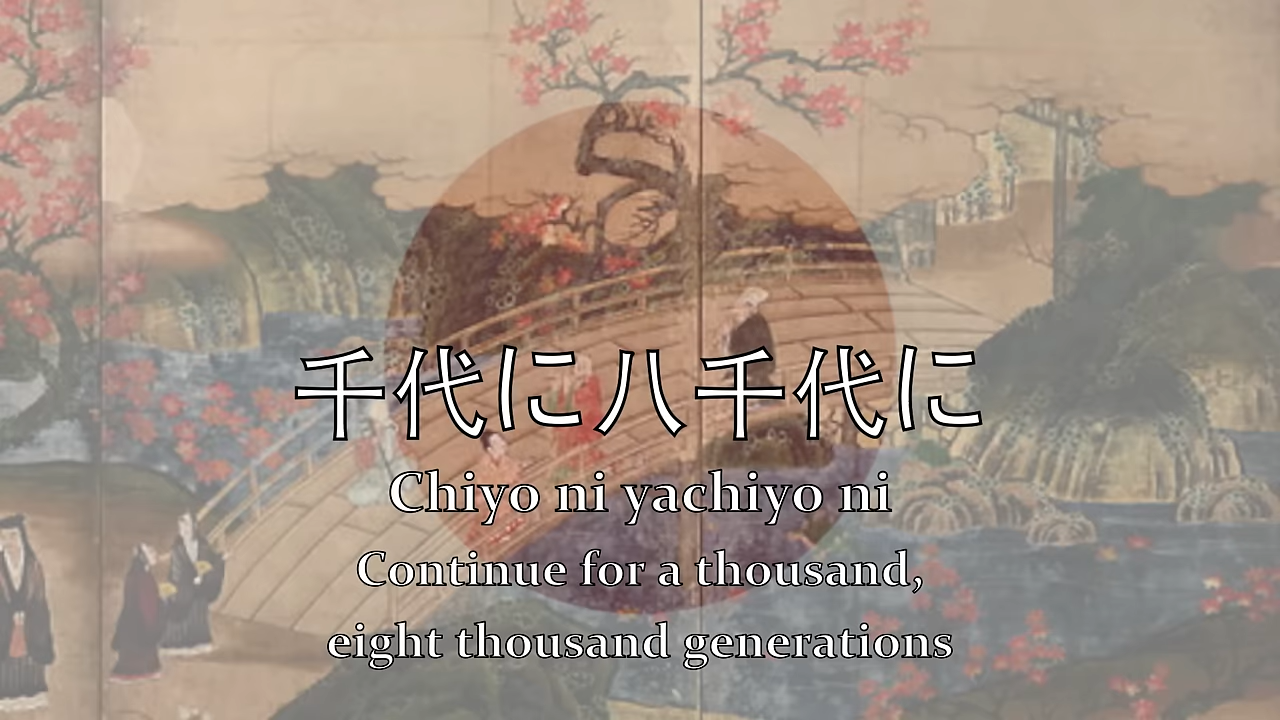 千代に八千代に
Chiyo ni yachiyo ni
Continue for a thousand,
eight thousand generations